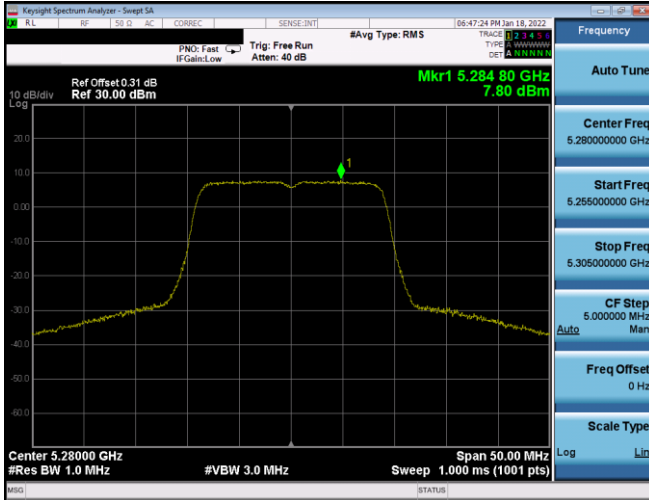 Keysight Spectrum Analyzer - Swept SA
RL RF 50 Ω AC CORREC SENSE:INT 06:47:24 PM Jan 18, 2022
#Avg Type: RMS TRACE 1 2 3 4 5 6
PNO: Fast Trig: Free Run TYPE A WWWWW
IFGain:Low Atten: 40 dB DET A N N N N N
Mkr1 5.284 80 GHz
7.80 dBm
Ref Offset 0.31 dB
10 dB/div Ref 30.00 dBm
Log
20.0
10.0
0.00
-10.0
-20.0
-30.0
-40.0
-50.0
-60.0
1
Center 5.28000 GHz Span 50.00 MHz
#Res BW 1.0 MHz #VBW 3.0 MHz Sweep 1.000 ms (1001 pts)
MSG STATUS
Frequency
Auto Tune
Center Freq
5.280000000 GHz
Start Freq
5.255000000 GHz
Stop Freq
5.305000000 GHz
CF Step
5.000000 MHz
Auto Man
Freq Offset
0 Hz
Scale Type
Log Lin